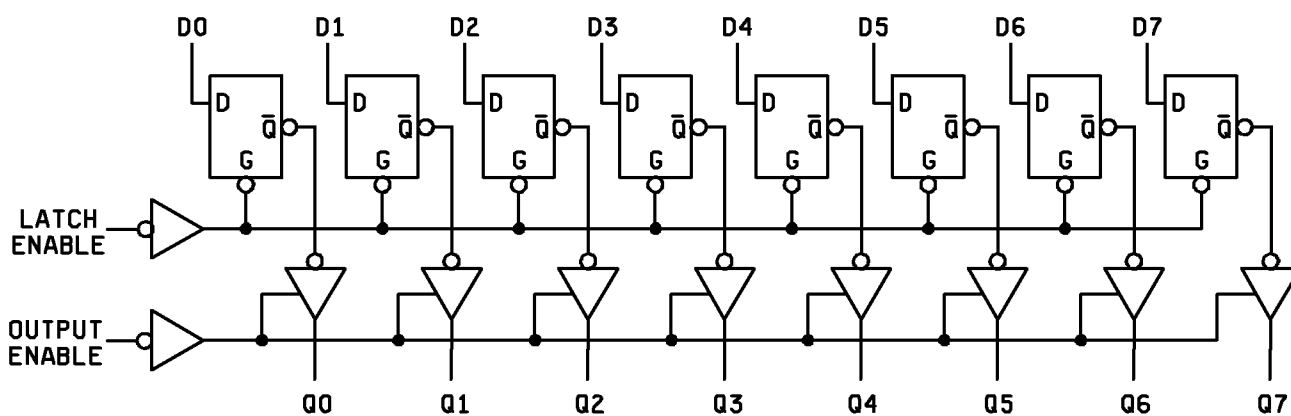 D0 D1 D2 D3 D4 D5 D6 D7
D D D D D D D D
Q̅ Q̅ Q̅ Q̅ Q̅ Q̅ Q̅ Q̅
G G G G G G G G
LATCH
ENABLE
OUTPUT
ENABLE
Q0 Q1 Q2 Q3 Q4 Q5 Q6 Q7